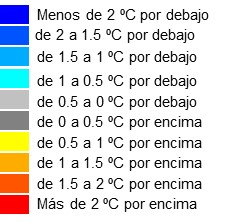 Menos de 2 ºC por debajo
de 2 a 1.5 ºC por debajo
de 1.5 a 1 ºC por debajo
de 1 a 0.5 ºC por debajo
de 0.5 a 0 ºC por debajo
de 0 a 0.5 ºC por encima
de 0.5 a 1 ºC por encima
de 1 a 1.5 ºC por encima
de 1.5 a 2 ºC por encima
Más de 2 ºC por encima